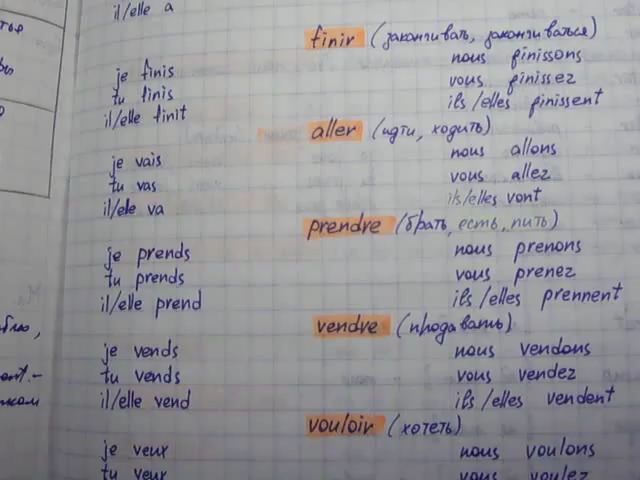 il/elle a
finir (заканчивать, заканчиваться)
je finis nous finissons
tu finis vous finissez
il/elle finit ils/elles finissent
aller (идти, ходить)
je vais nous allons
tu vas vous allez
il/elle va ils/elles vont
prendre (брать, есть, пить)
je prends nous prenons
tu prends vous prenez
il/elle prend ils/elles prennent
vendre (продавать)
je vends nous vendons
tu vends vous vendez
il/elle vend ils/elles vendent
vouloir (хотеть)
je veux nous voulons
tu veux vous voulez